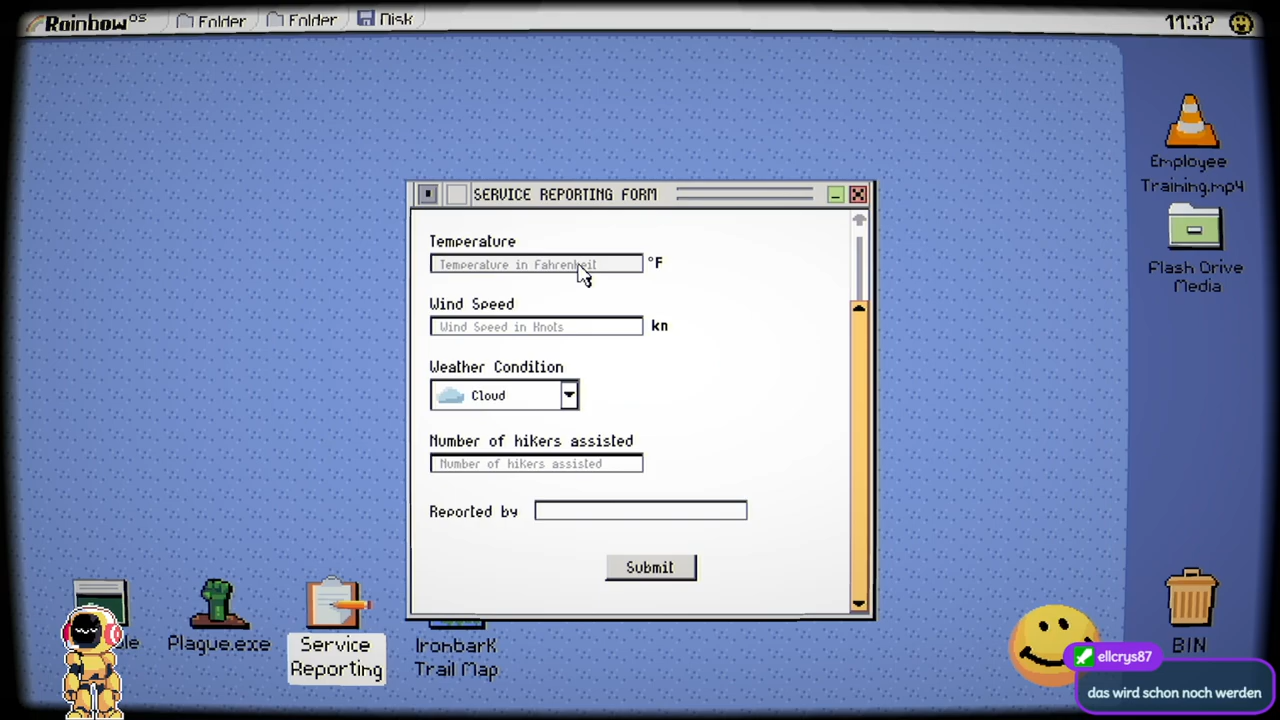 Rainbow OS
Folder
Folder
Disk
11:32
Employee
Training.mp4
Flash Drive
Media
SERVICE REPORTING FORM
Temperature
Temperature in Fahrenheit
°F
Wind Speed
Wind Speed in Knots
kn
Weather Condition
Cloud
Number of hikers assisted
Number of hikers assisted
Reported by
Submit
Plague.exe
Service
Reporting
Ironbark
Trail Map
BIN
ellcrys87
das wird schon noch werden